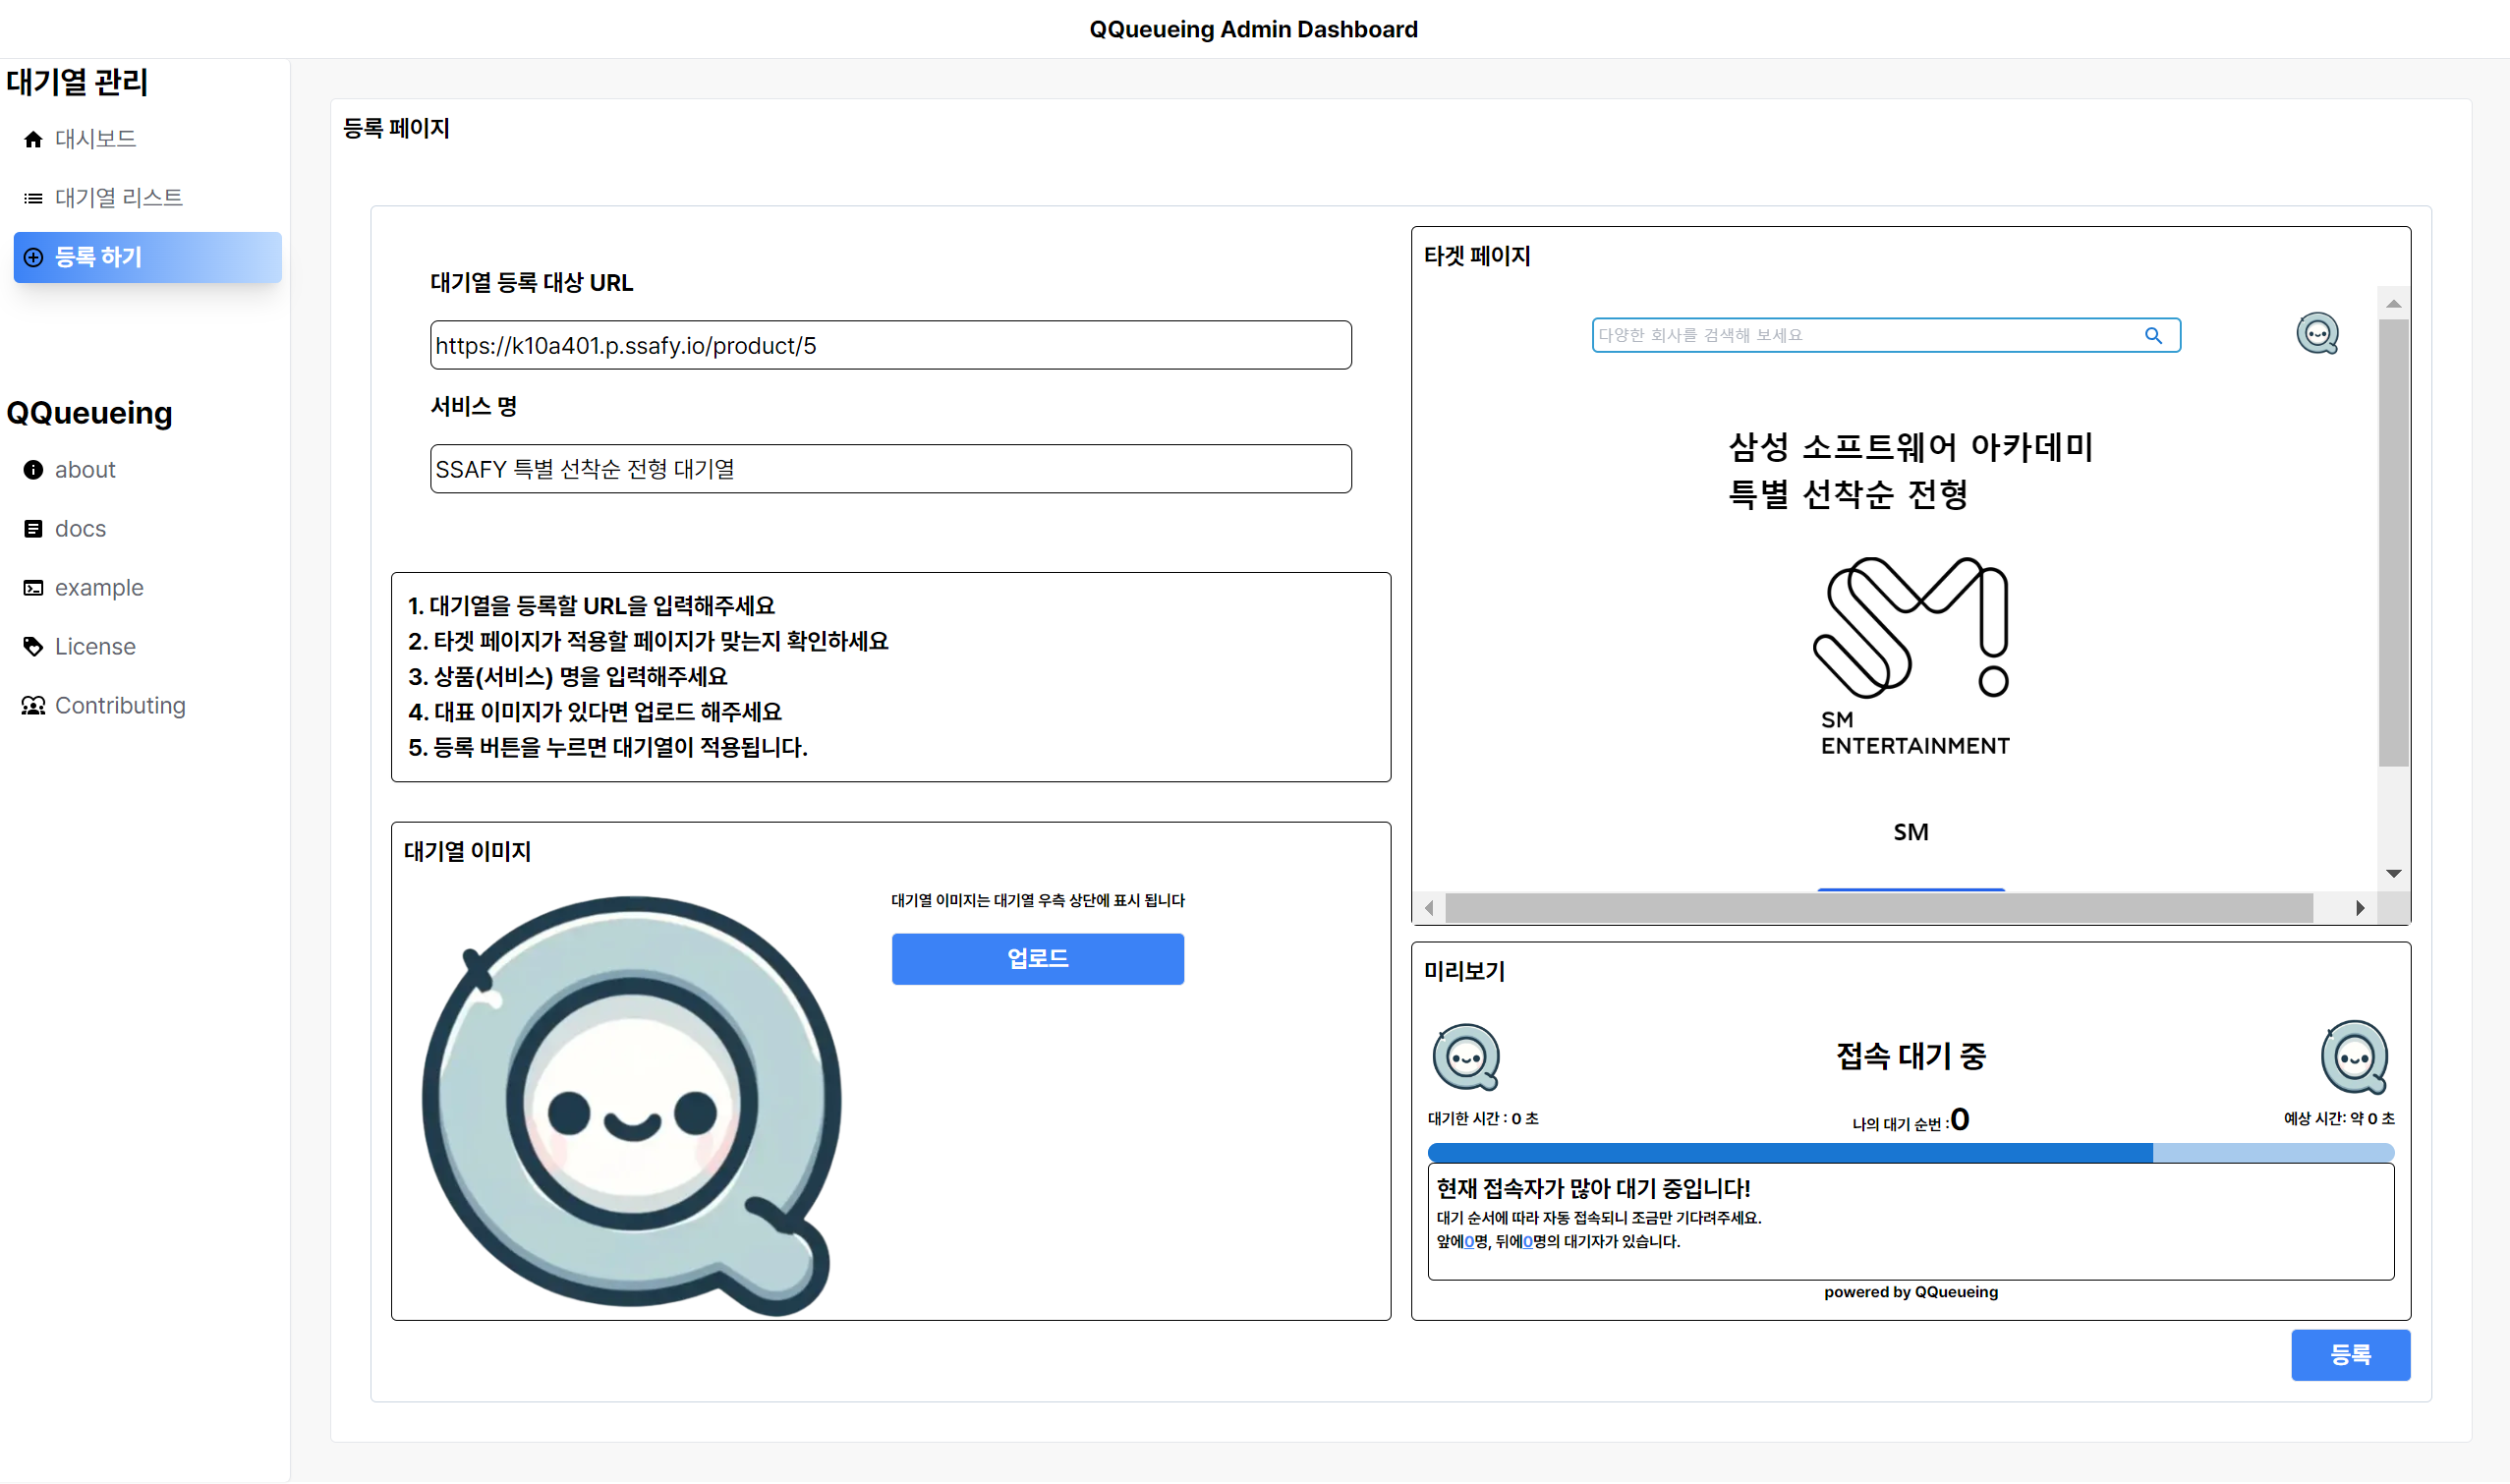 QQueueing Admin Dashboard
대기열 관리
대시보드
대기열 리스트
등록 하기
QQueueing
about
docs
example
License
Contributing
등록 페이지
대기열 등록 대상 URL
https://k10a401.p.ssafy.io/product/5
서비스 명
SSAFY 특별 선착순 전형 대기열
1. 대기열을 등록할 URL을 입력해주세요
2. 타겟 페이지가 적용할 페이지가 맞는지 확인하세요
3. 상품(서비스) 명을 입력해주세요
4. 대표 이미지가 있다면 업로드 해주세요
5. 등록 버튼을 누르면 대기열이 적용됩니다.
대기열 이미지
대기열 이미지는 대기열 우측 상단에 표시 됩니다
업로드
타겟 페이지
다양한 회사를 검색해 보세요
삼성 소프트웨어 아카데미
특별 선착순 전형
SM
ENTERTAINMENT
SM
미리보기
접속 대기 중
대기한 시간 : 0 초
나의 대기 순번 :0
예상 시간: 약 0 초
현재 접속자가 많아 대기 중입니다!
대기 순서에 따라 자동 접속되니 조금만 기다려주세요.
앞에0명, 뒤에0명의 대기자가 있습니다.
powered by QQueueing
등록